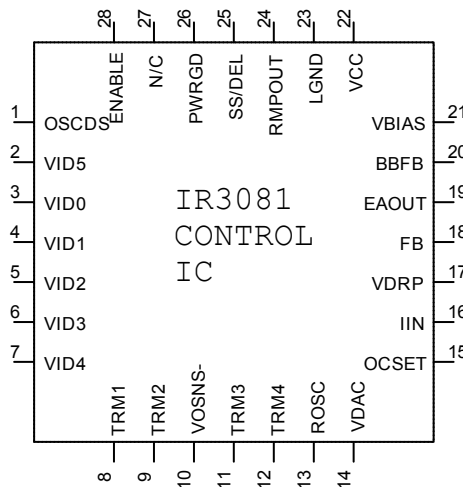 28 27 26 25 24 23 22
ENABLE N/C PWRGD SS/DEL RMPOUT LGND VCC
1 OSCDS VBIAS 21
2 VID5 BBFB 20
3 VID0 EAOUT 19
4 VID1 FB 18
5 VID2 VDRP 17
6 VID3 IIN 16
7 VID4 OCSET 15
IR3081
CONTROL
IC
TRM1 TRM2 VOSNS- TRM3 TRM4 ROSC VDAC
8 9 10 11 12 13 14